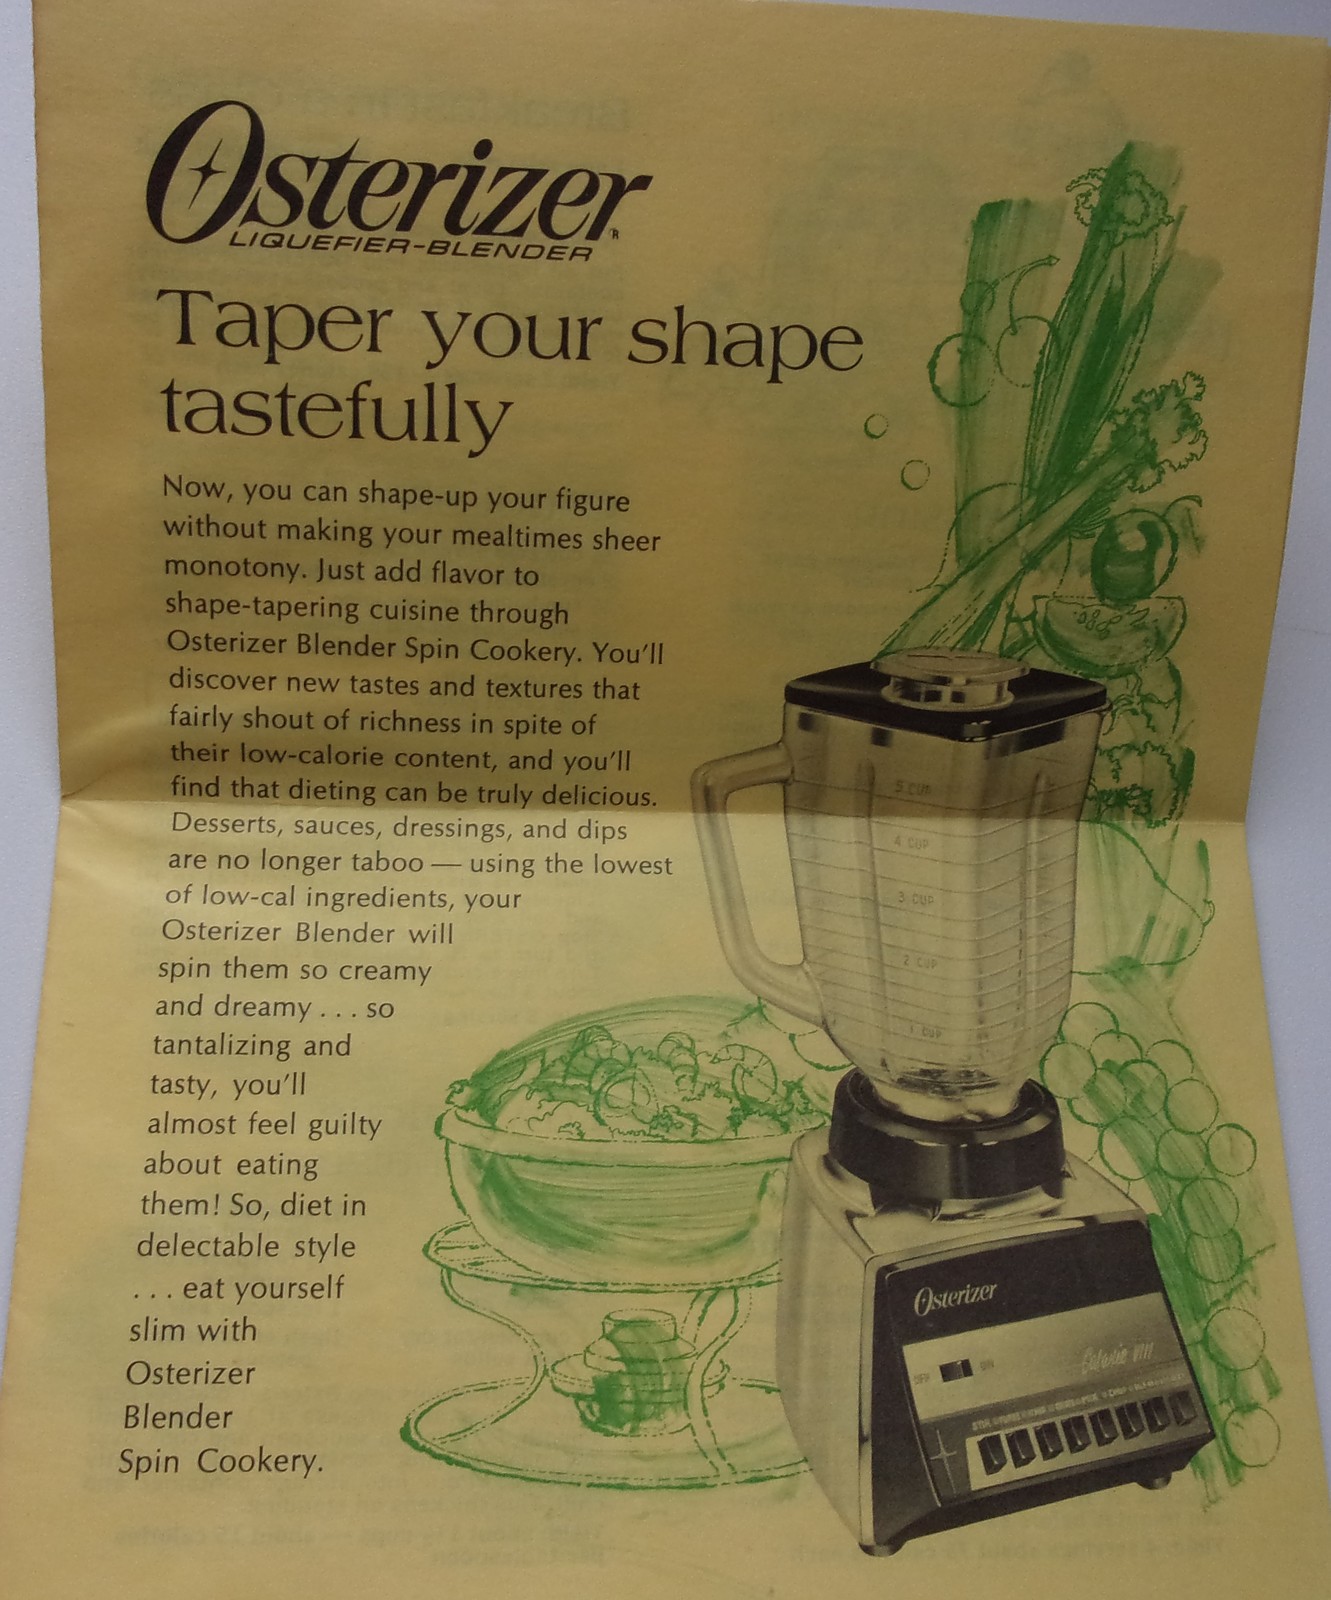 Osterizer®
LIQUEFIER-BLENDER
Taper your shape
tastefully
Now, you can shape-up your figure
without making your mealtimes sheer
monotony. Just add flavor to
shape-tapering cuisine through
Osterizer Blender Spin Cookery. You'll
discover new tastes and textures that
fairly shout of richness in spite of
their low-calorie content, and you'll
find that dieting can be truly delicious.
Desserts, sauces, dressings, and dips
are no longer taboo — using the lowest
of low-cal ingredients, your
Osterizer Blender will
spin them so creamy
and dreamy . . . so
tantalizing and
tasty, you'll
almost feel guilty
about eating
them! So, diet in
delectable style
. . . eat yourself
slim with
Osterizer
Blender
Spin Cookery.
5 CUP
4 CUP
3 CUP
2 CUP
1 CUP
Osterizer
OFF ON
Galaxie VIII